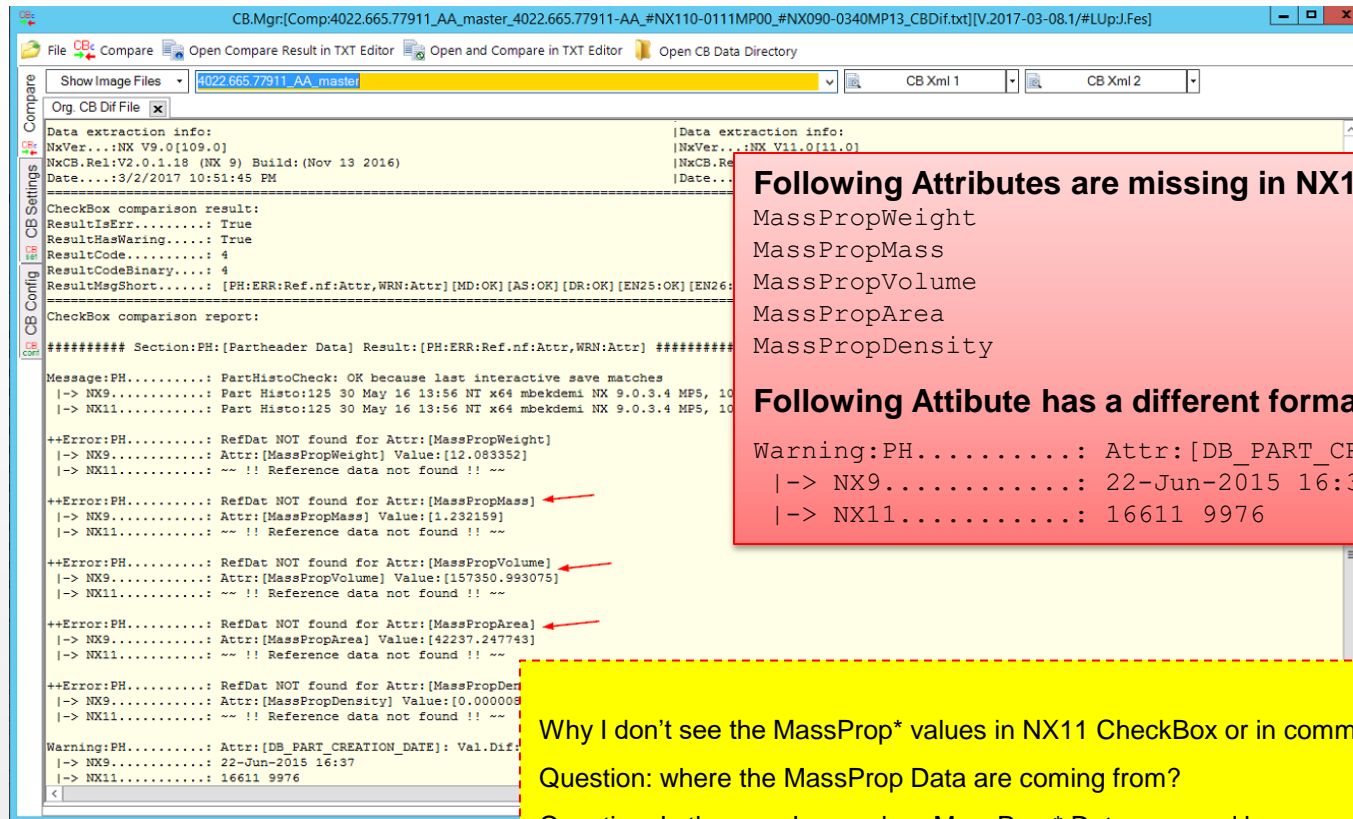 CB.Mgr:[Comp:4022.665.77911_AA_master_4022.665.77911-AA_#NX110-0111MP00_#NX090-0340MP13_CBDif.txt][V.2017-03-08.1/#LUp:J.Fes]
File CBc Compare Open Compare Result in TXT Editor Open and Compare in TXT Editor Open CB Data Directory
Show Image Files 4022.665.77911_AA_master CB Xml 1 CB Xml 2
Compare
CB Settings
CB Config
Org. CB Dif File
Data extraction info: |Data extraction info:
NxVer...:NX V9.0[109.0] |NxVer...:NX V11.0[11.0]
NxCB.Rel:V2.0.1.18 (NX 9) Build:(Nov 13 2016) |NxCB.Re
Date....:3/2/2017 10:51:45 PM |Date...
CheckBox comparison result:
ResultIsErr.........: True
ResultHasWaring.....: True
ResultCode..........: 4
ResultCodeBinary....: 4
ResultMsgShort......: [PH:ERR:Ref.nf:Attr,WRN:Attr][MD:OK][AS:OK][DR:OK][EN25:OK][EN26:
CheckBox comparison report:
########## Section:PH:[Partheader Data] Result:[PH:ERR:Ref.nf:Attr,WRN:Attr] ##########
Message:PH..........: PartHistoCheck: OK because last interactive save matches
|-> NX9............: Part Histo:125 30 May 16 13:56 NT x64 mbekdemi NX 9.0.3.4 MP5, 10
|-> NX11...........: Part Histo:125 30 May 16 13:56 NT x64 mbekdemi NX 9.0.3.4 MP5, 10
++Error:PH..........: RefDat NOT found for Attr:[MassPropWeight]
|-> NX9............: Attr:[MassPropWeight] Value:[12.083352]
|-> NX11...........: ~~ !! Reference data not found !! ~~
++Error:PH..........: RefDat NOT found for Attr:[MassPropMass]
|-> NX9............: Attr:[MassPropMass] Value:[1.232159]
|-> NX11...........: ~~ !! Reference data not found !! ~~
++Error:PH..........: RefDat NOT found for Attr:[MassPropVolume]
|-> NX9............: Attr:[MassPropVolume] Value:[157350.993075]
|-> NX11...........: ~~ !! Reference data not found !! ~~
++Error:PH..........: RefDat NOT found for Attr:[MassPropArea]
|-> NX9............: Attr:[MassPropArea] Value:[42237.247743]
|-> NX11...........: ~~ !! Reference data not found !! ~~
++Error:PH..........: RefDat NOT found for Attr:[MassPropDen
|-> NX9............: Attr:[MassPropDensity] Value:[0.000008
|-> NX11...........: ~~ !! Reference data not found !! ~~
Warning:PH..........: Attr:[DB_PART_CREATION_DATE]: Val.Dif:
|-> NX9............: 22-Jun-2015 16:37
|-> NX11...........: 16611 9976
Following Attributes are missing in NX1
MassPropWeight
MassPropMass
MassPropVolume
MassPropArea
MassPropDensity
Following Attibute has a different forma
Warning:PH..........: Attr:[DB_PART_CR
|-> NX9............: 22-Jun-2015 16:3
|-> NX11...........: 16611 9976
Why I don't see the MassProp* values in NX11 CheckBox or in comm
Question: where the MassProp Data are coming from?